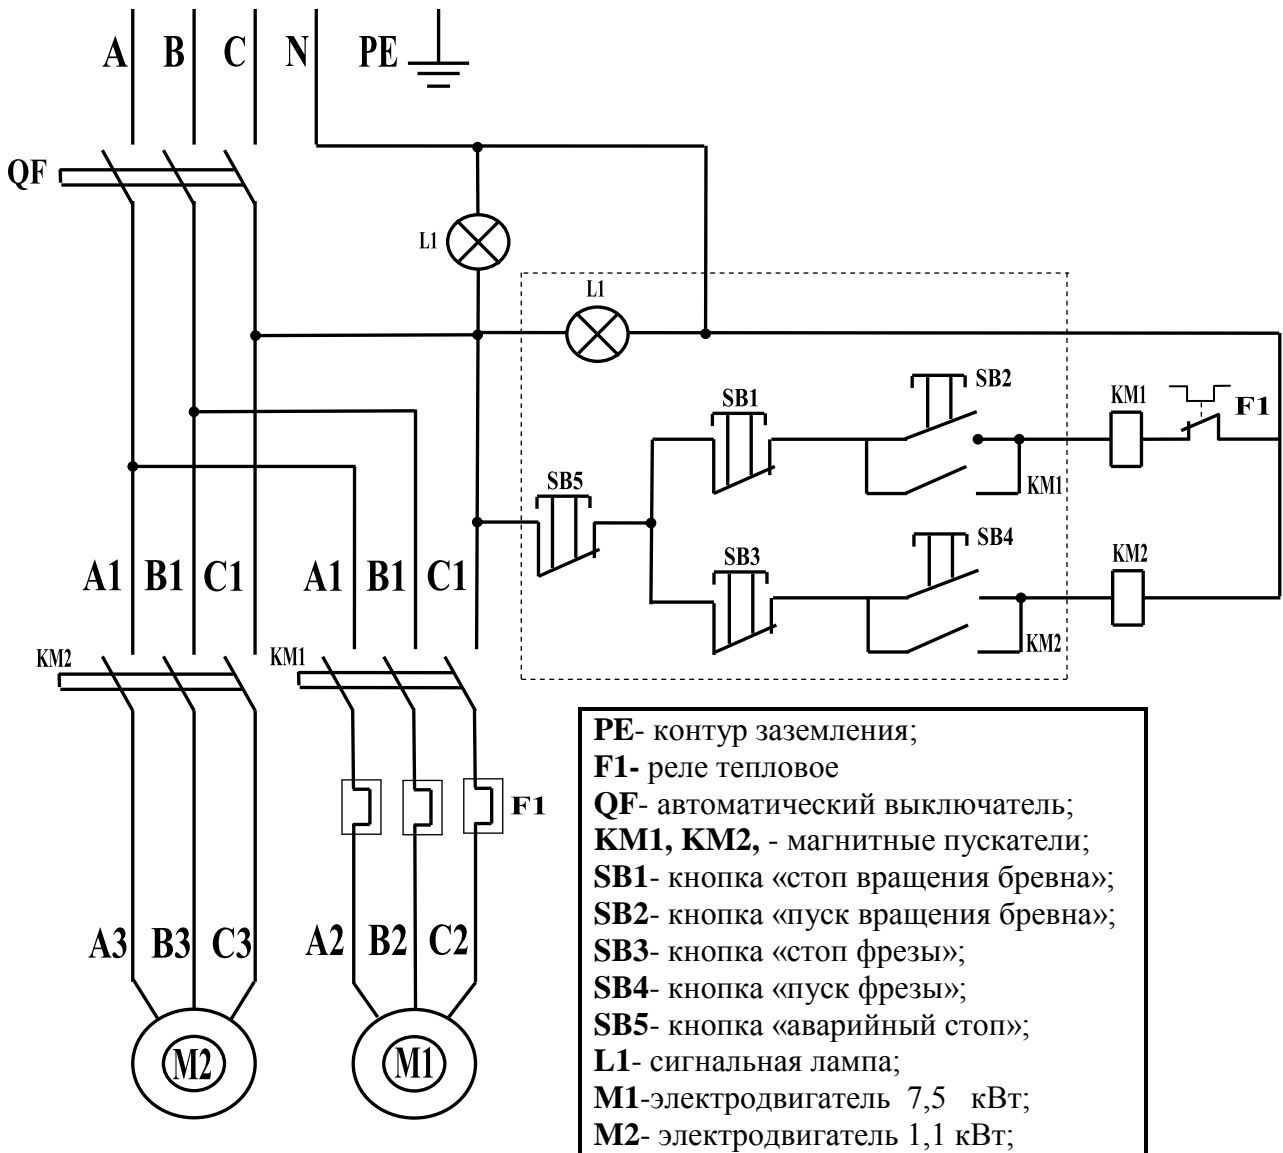 A B C N PE
QF
L1
L1
SB2
SB1
KM1
F1
SB5
KM1
SB4
SB3
KM2
A1 B1 C1 A1 B1 C1
KM2
KM2
KM1
F1
A3 B3 C3 A2 B2 C2
M2 M1
PE- контур заземления;
F1- реле тепловое
QF- автоматический выключатель;
KM1, KM2, - магнитные пускатели;
SB1- кнопка «стоп вращения бревна»;
SB2- кнопка «пуск вращения бревна»;
SB3- кнопка «стоп фрезы»;
SB4- кнопка «пуск фрезы»;
SB5- кнопка «аварийный стоп»;
L1- сигнальная лампа;
M1-электродвигатель 7,5 кВт;
M2- электродвигатель 1,1 кВт;